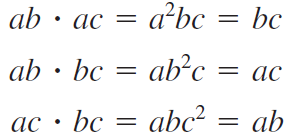 ab · ac = a²bc = bc
ab · bc = ab²c = ac
ac · bc = abc² = ab